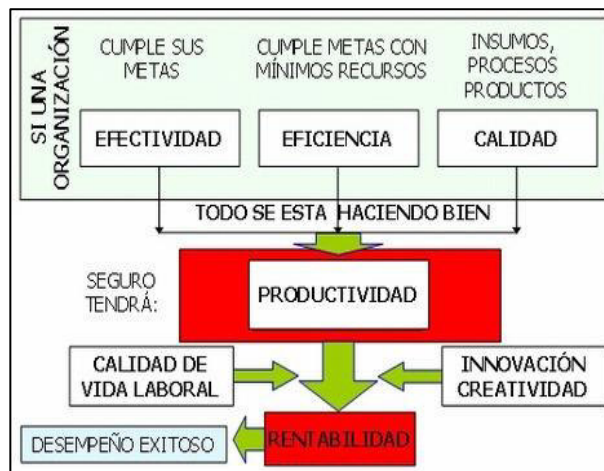 SI UNA
ORGANIZACIÓN
CUMPLE SUS
METAS
CUMPLE METAS CON
MÍNIMOS RECURSOS
INSUMOS,
PROCESOS
PRODUCTOS
EFECTIVIDAD
EFICIENCIA
CALIDAD
TODO SE ESTA HACIENDO BIEN
SEGURO
TENDRÁ:
PRODUCTIVIDAD
CALIDAD DE
VIDA LABORAL
INNOVACIÓN
CREATIVIDAD
RENTABILIDAD
DESEMPEÑO EXITOSO